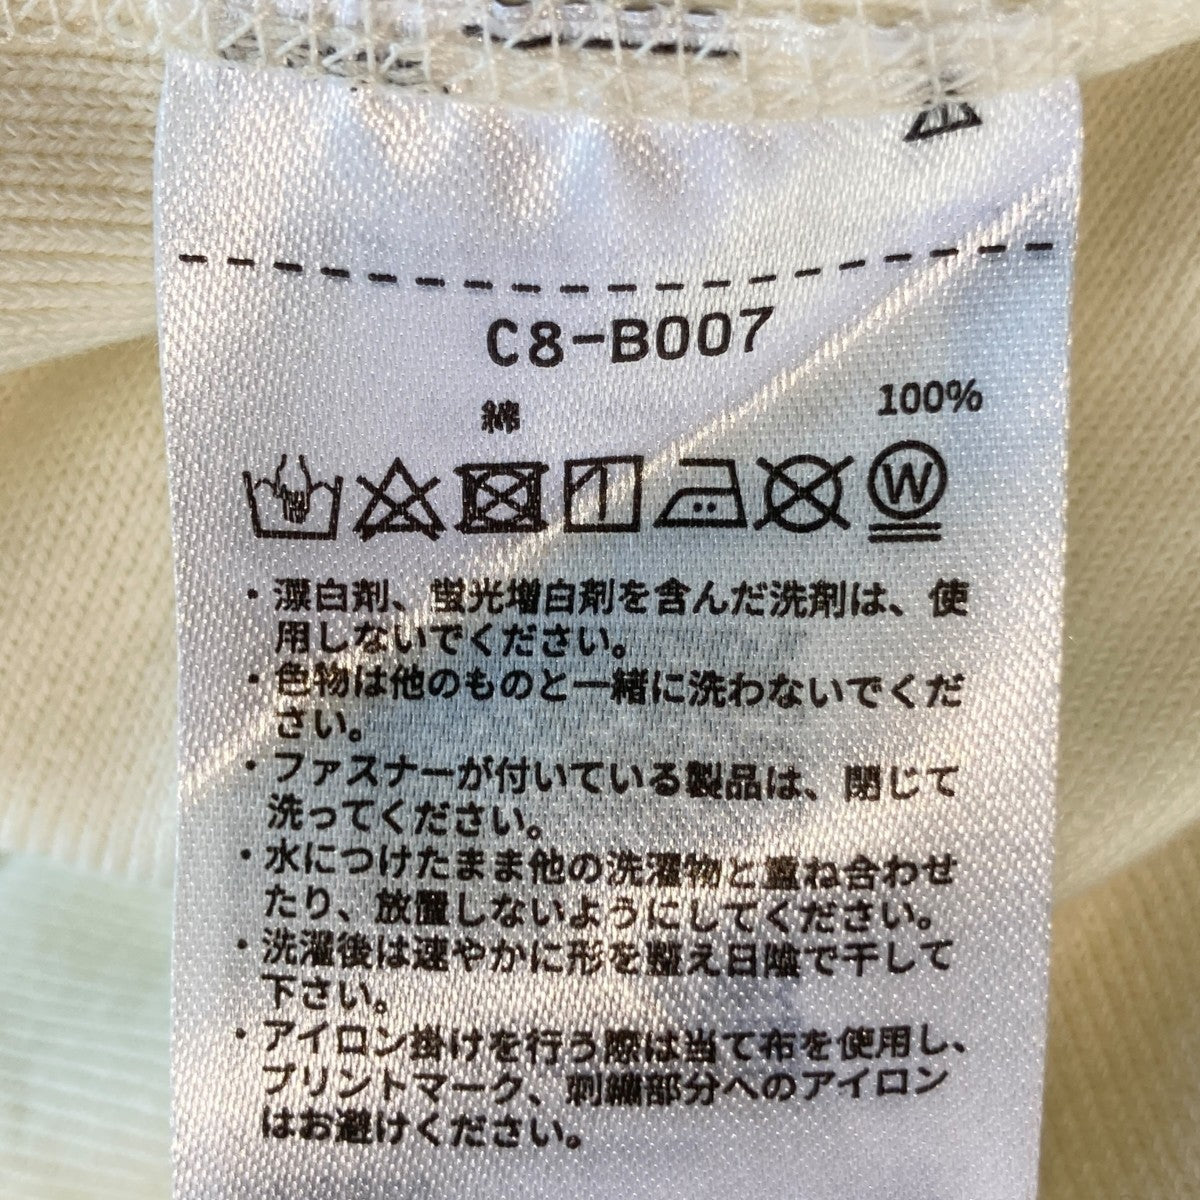 C8-B007
綿 100%
W
・漂白剤、蛍光増白剤を含んだ洗剤は、使
用しないでください。
・色物は他のものと一緒に洗わないでくだ
さい。
・ファスナーが付いている製品は、閉じて
洗ってください。
・水につけたまま他の洗濯物と重ね合わせ
たり、放置しないようにしてください。
・洗濯後は速やかに形を整え日陰で干して
下さい。
・アイロン掛けを行う際は当て布を使用し、
プリントマーク、刺繍部分へのアイロン
はお避けください。